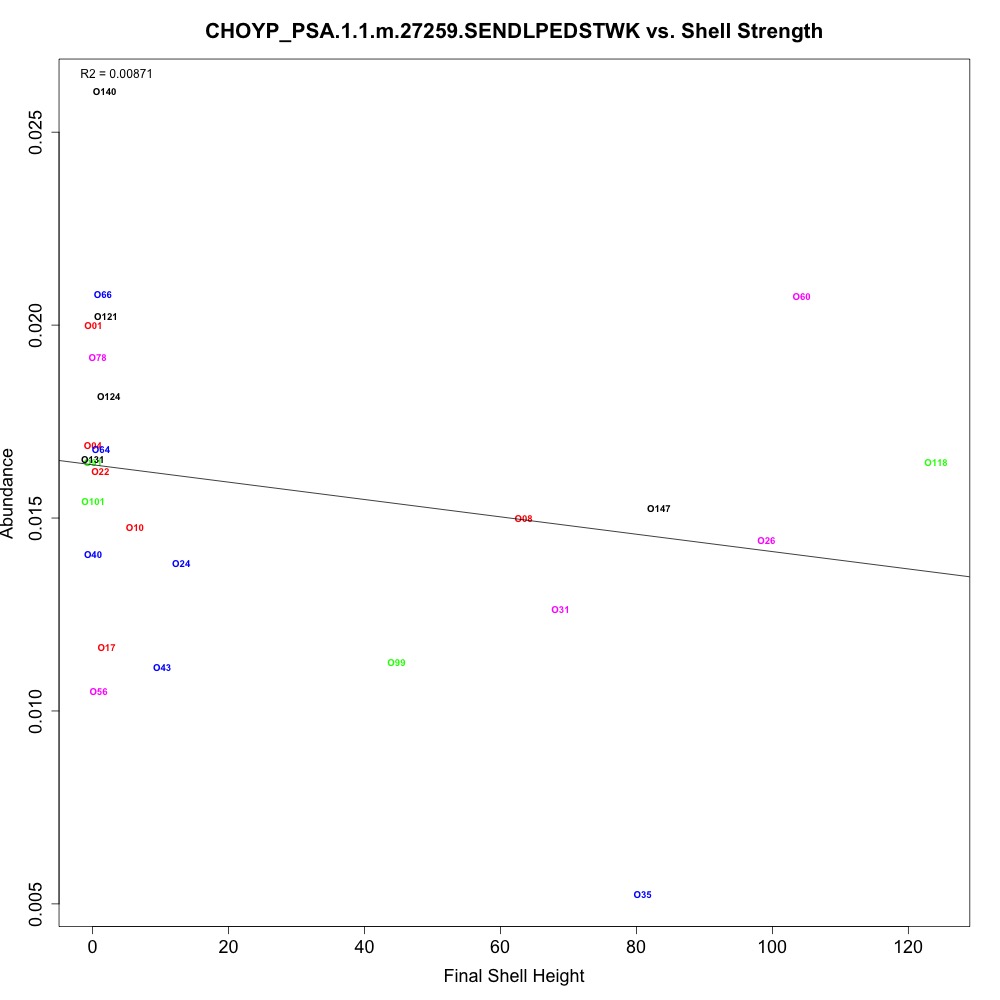 CHOYP_PSA.1.1.m.27259.SENDLPEDSTWK vs. Shell Strength
R2 = 0.00871
O140
O66
O60
O121
O01
O78
O124
O04
O64
O131
O118
O22
O101
O147
O08
O10
O26
O40
O24
O31
O17
O99
O43
O56
O35
Abundance
0.025
0.020
0.015
0.010
0.005
0 20 40 60 80 100 120
Final Shell Height